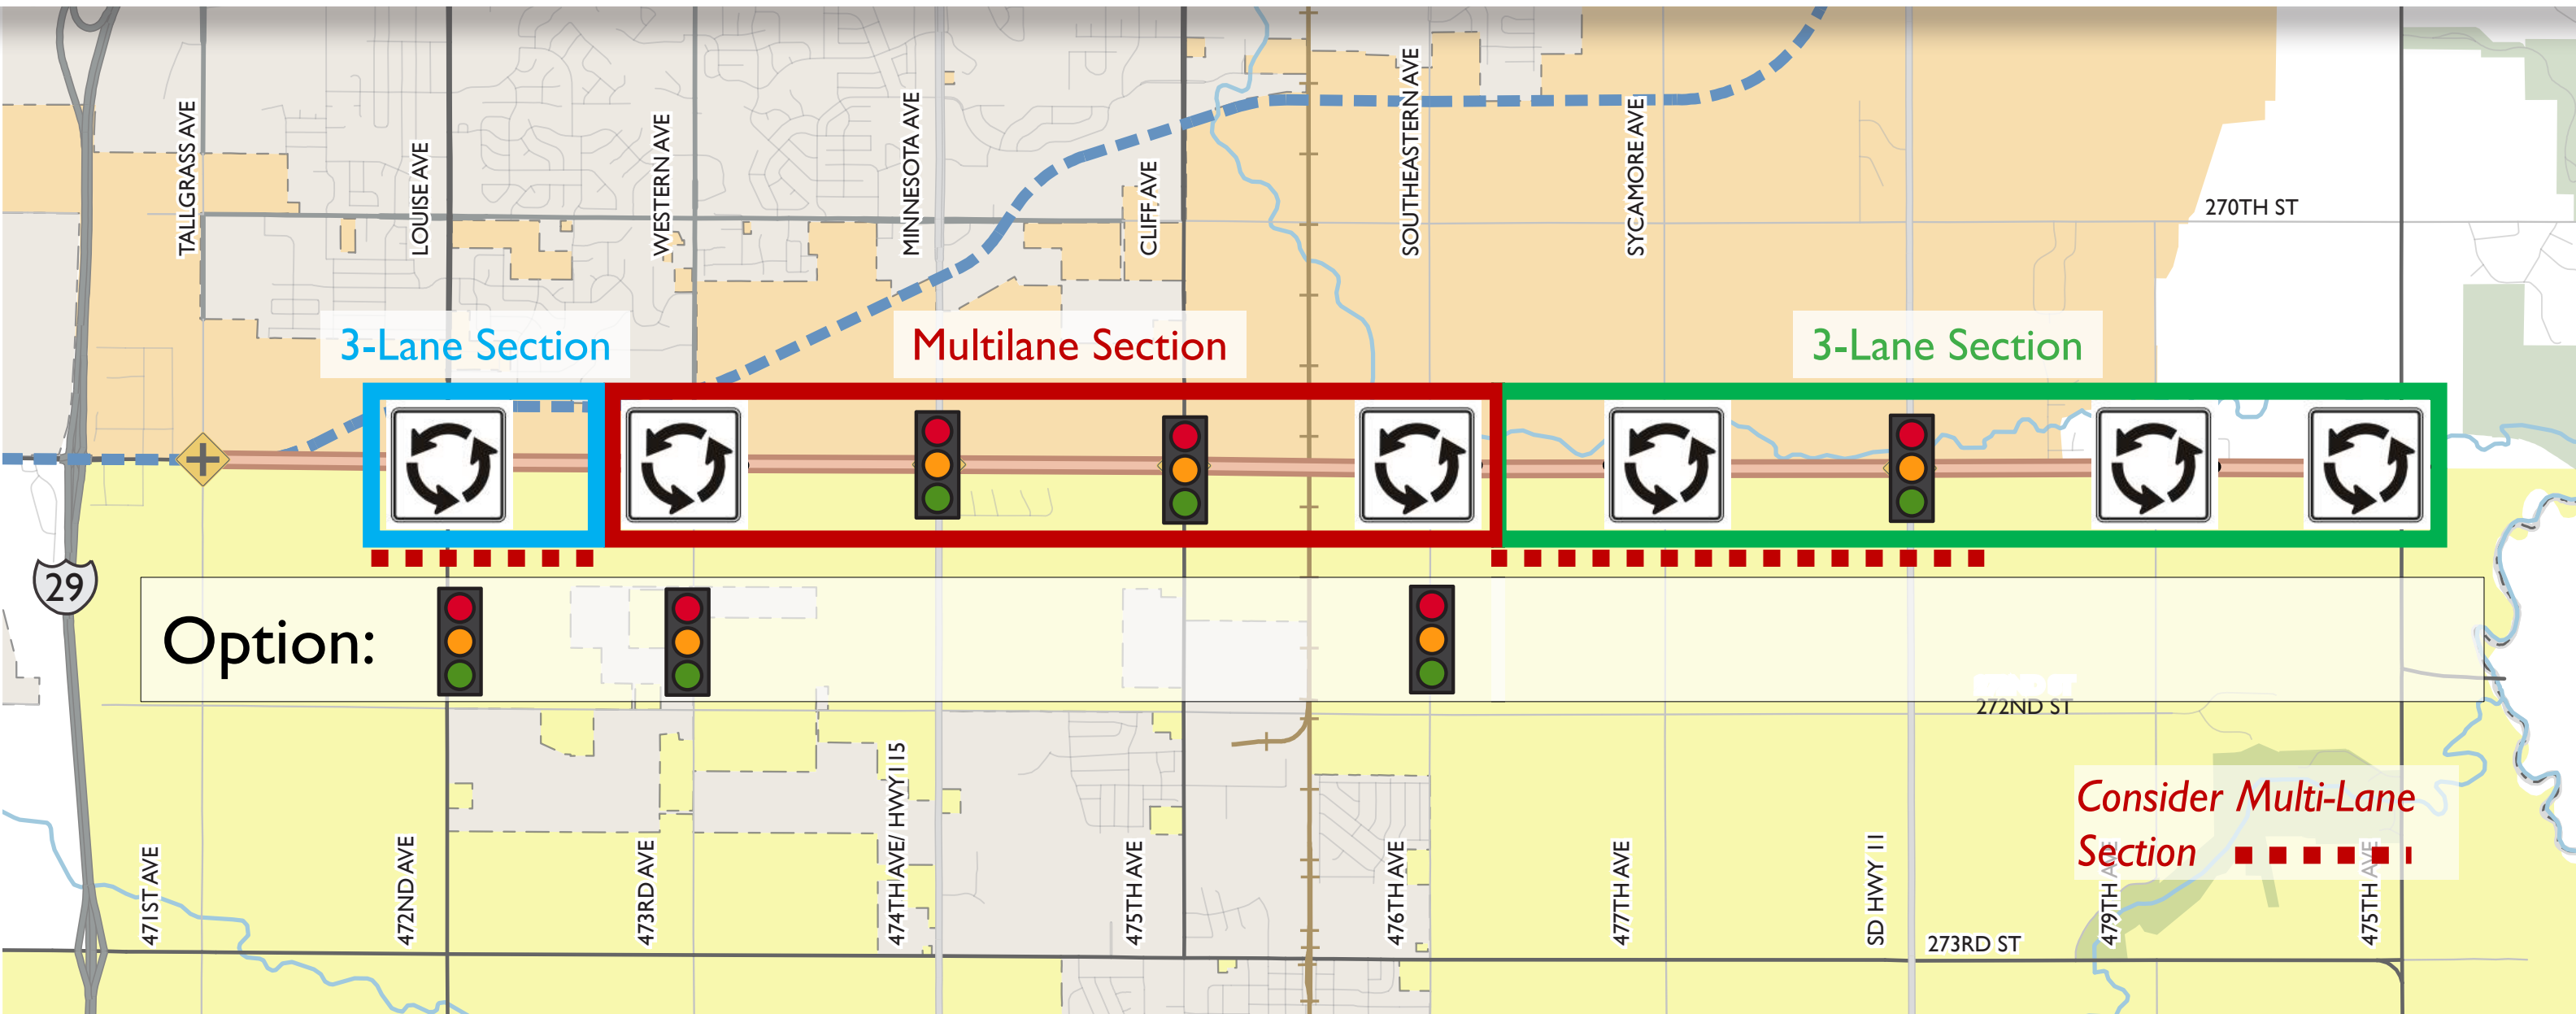 TALLGRASS AVE
LOUISE AVE
WESTERN AVE
MINNESOTA AVE
CLIFF AVE
SOUTHEASTERN AVE
SYCAMORE AVE
270TH ST
3-Lane Section
Multilane Section
3-Lane Section
29
Option:
272ND ST
471ST AVE
472ND AVE
473RD AVE
474TH AVE/ HWY115
475TH AVE
476TH AVE
477TH AVE
SD HWY 11
479TH AVE
475TH AVE
273RD ST
Consider Multi-Lane
Section